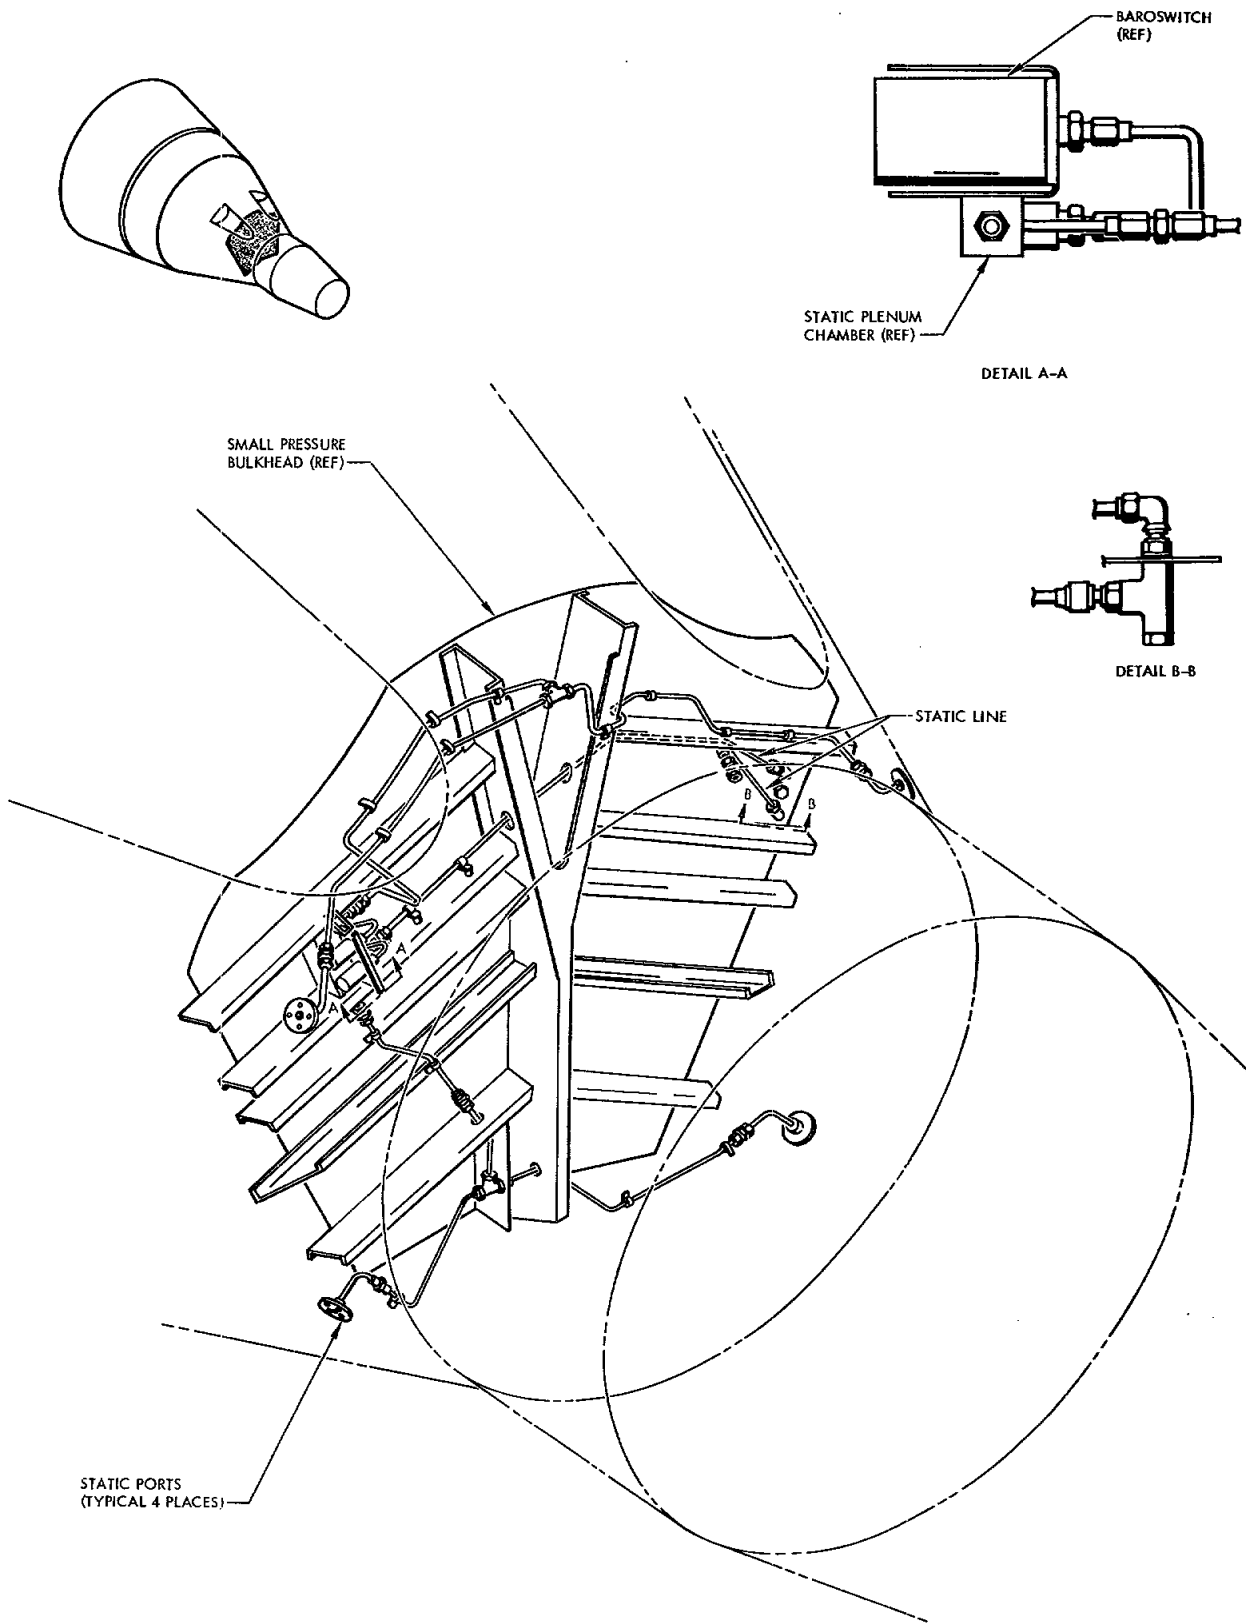 BAROSWITCH
(REF)
STATIC PLENUM
CHAMBER (REF)
DETAIL A-A
SMALL PRESSURE
BULKHEAD (REF)
DETAIL B-B
STATIC LINE
B
B
A
A
STATIC PORTS
(TYPICAL 4 PLACES)